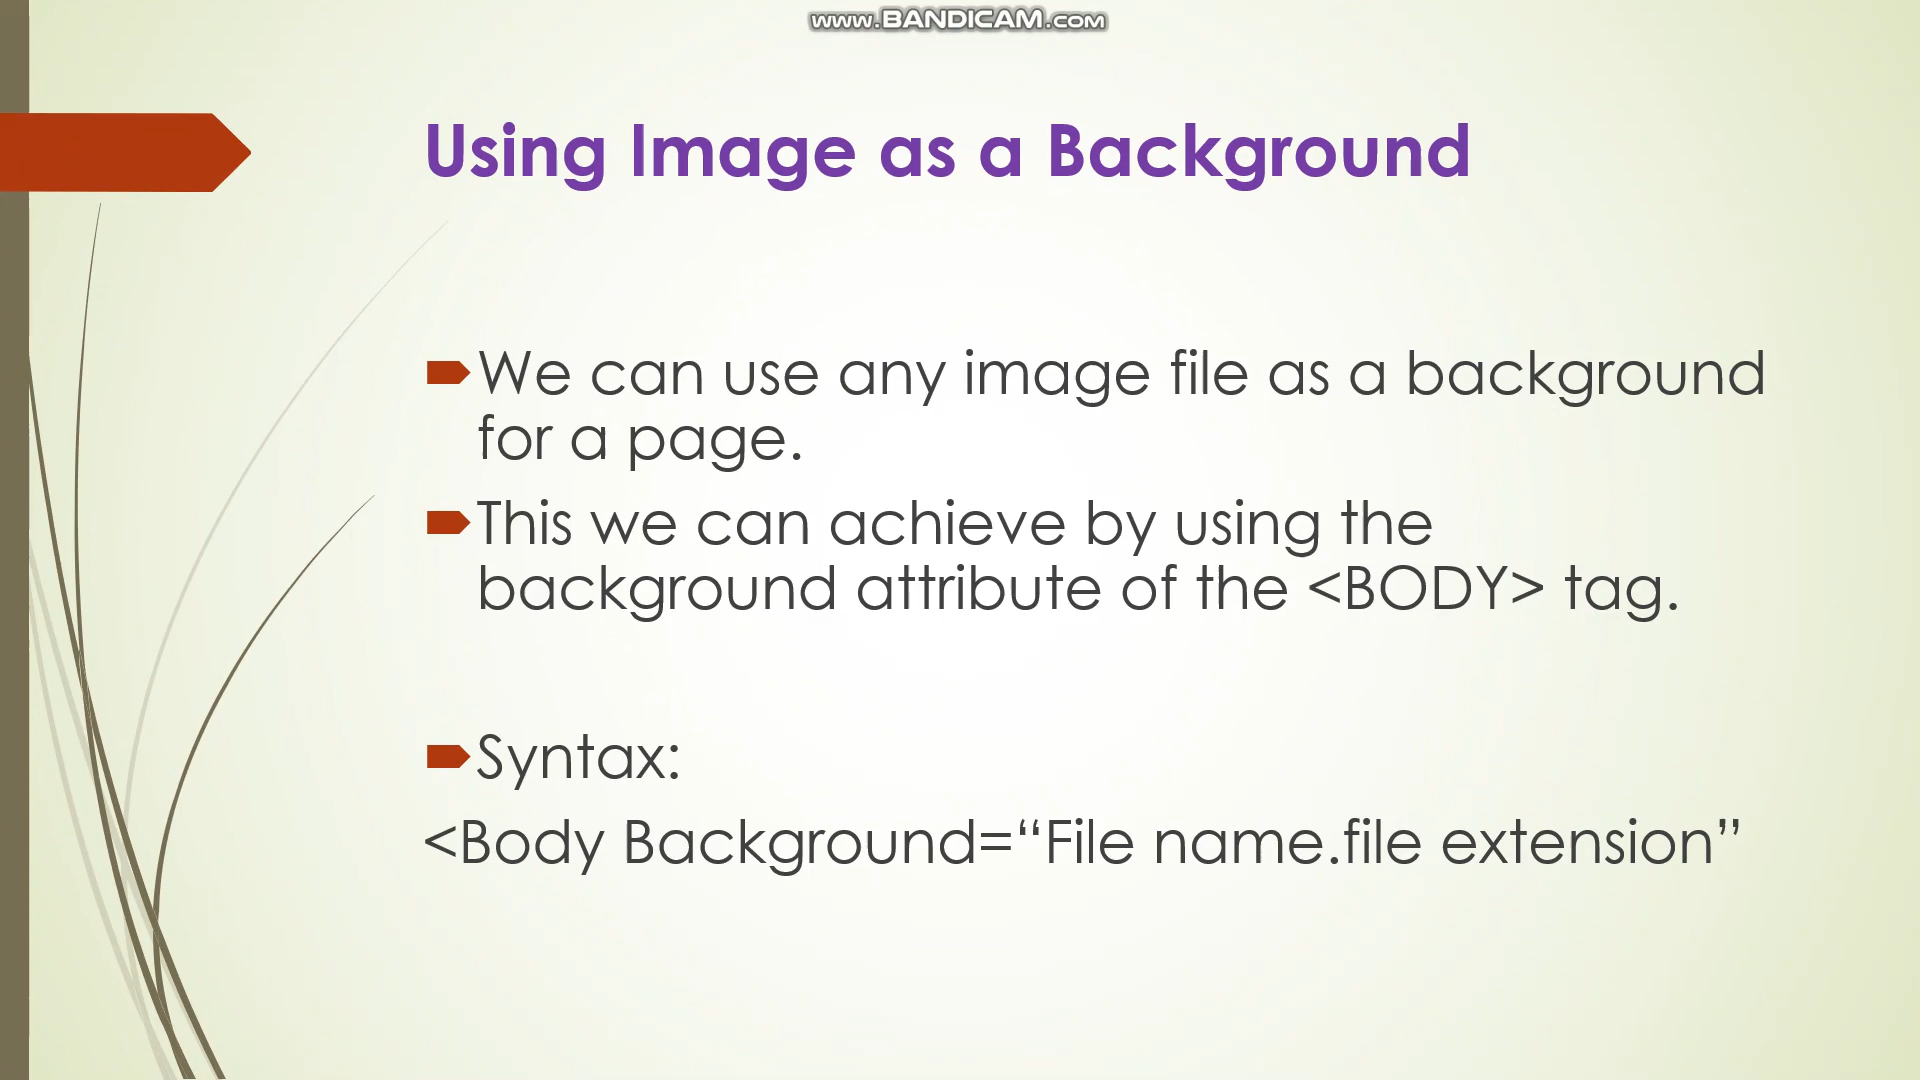 www.BANDICAM.com
Using Image as a Background
We can use any image file as a background
for a page.
This we can achieve by using the
background attribute of the <BODY> tag.
Syntax:
<Body Background=“File name.file extension”